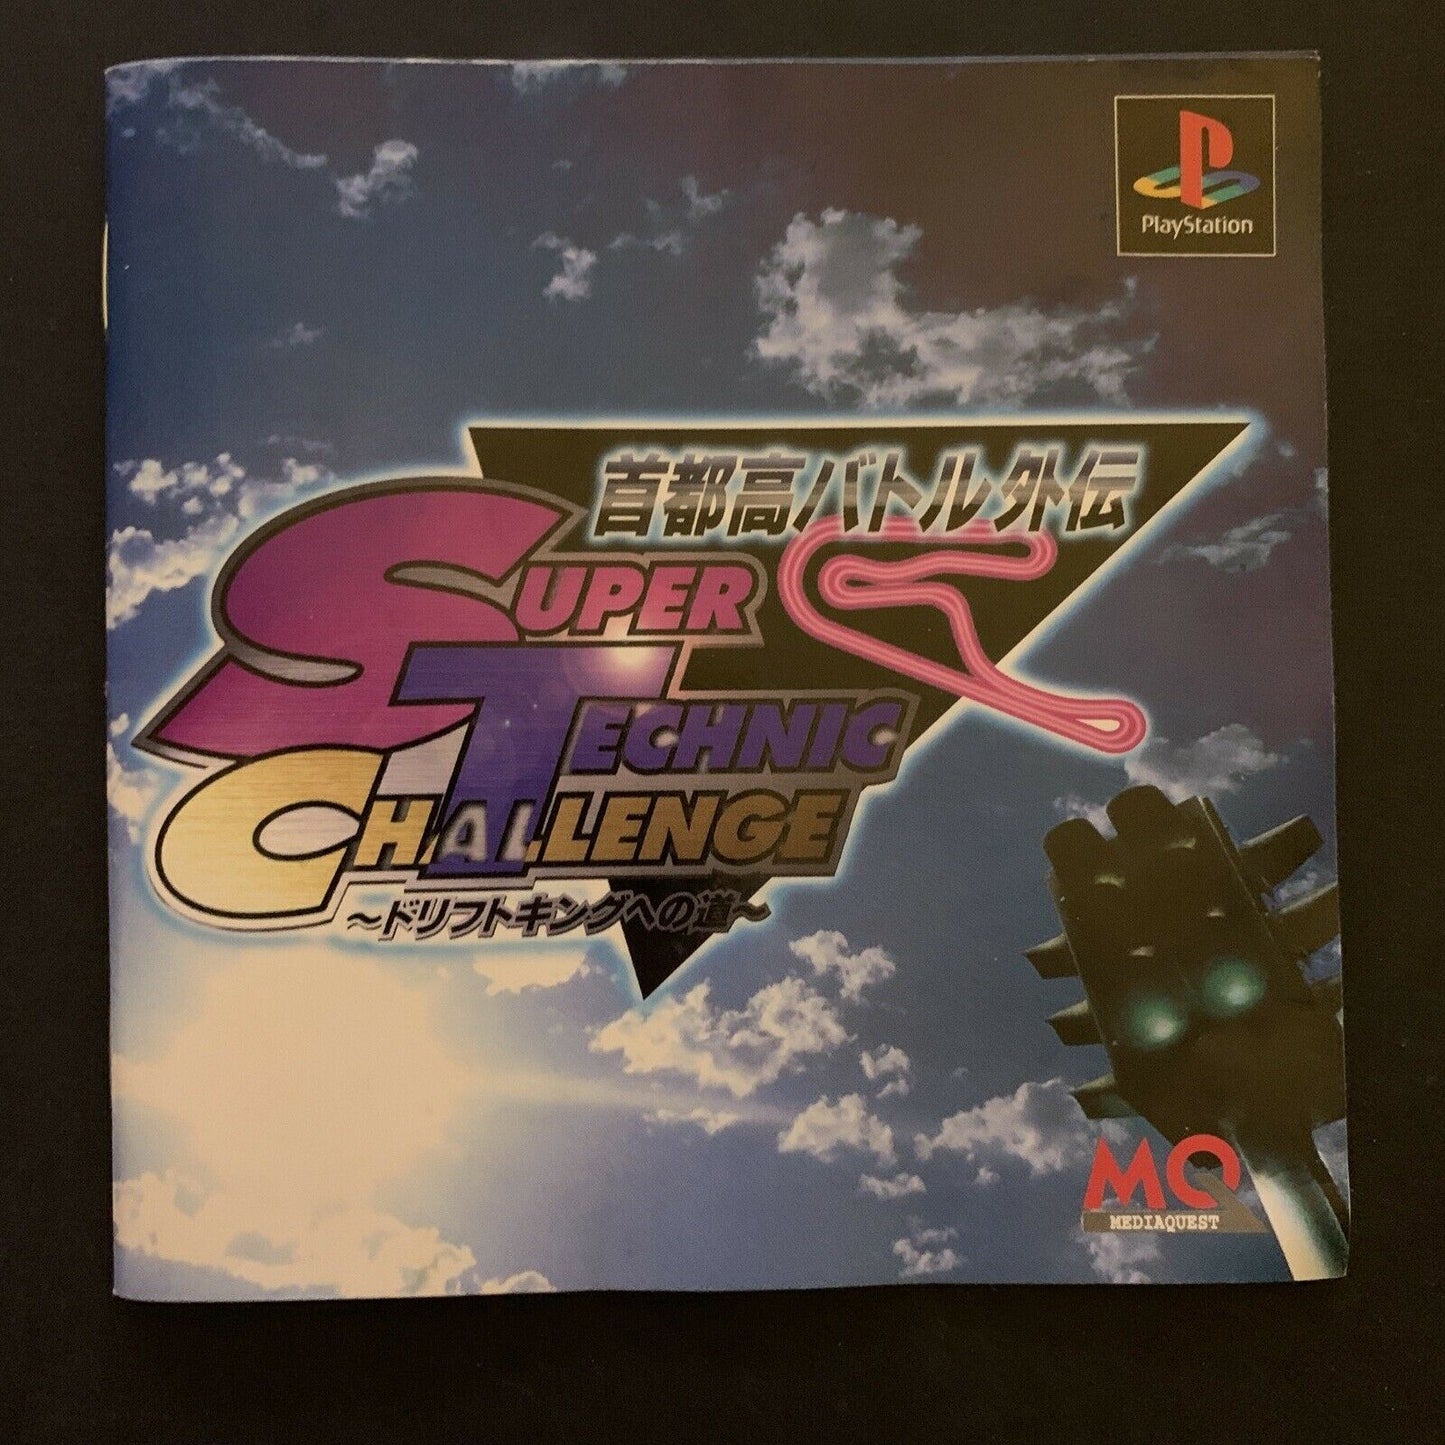 PlayStation
首都高バトル外伝
SUPER
TECHNIC
CHALLENGE
～ドリフトキングへの道～
MQ
MEDIAQUEST